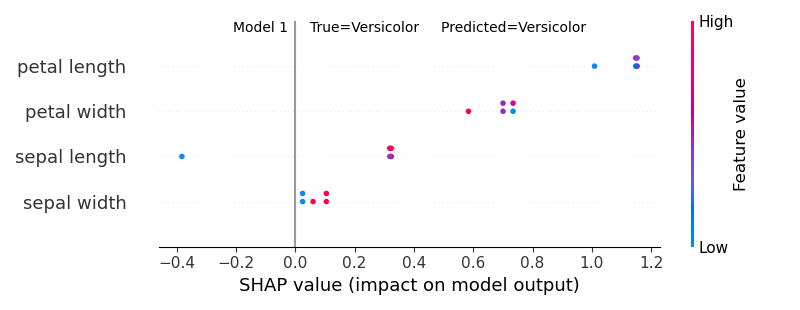 Model 1 True=Versicolor Predicted=Versicolor
High
petal length
petal width
sepal length
sepal width
Feature value
Low
−0.4 −0.2 0.0 0.2 0.4 0.6 0.8 1.0 1.2
SHAP value (impact on model output)